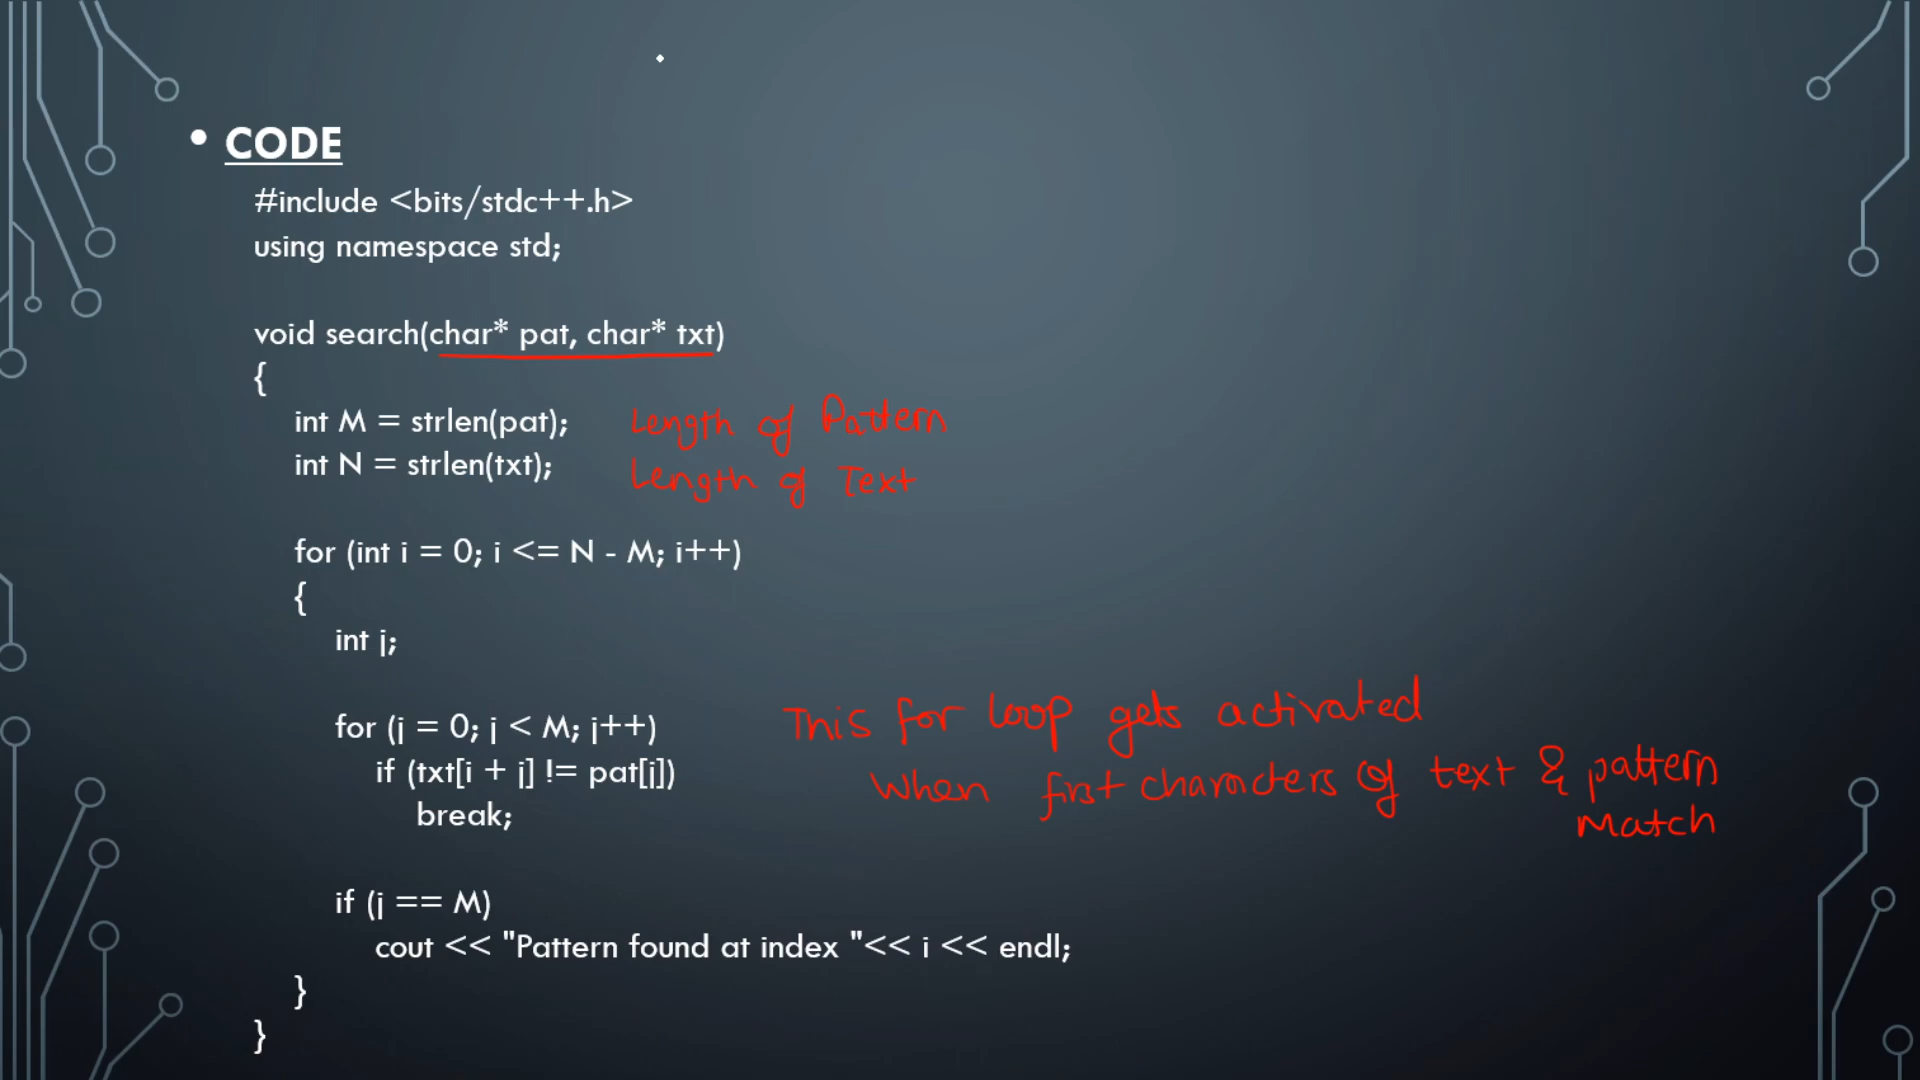 • CODE
#include <bits/stdc++.h>
using namespace std;
void search(char* pat, char* txt)
{
int M = strlen(pat); Length of Pattern
int N = strlen(txt); Length of Text
for (int i = 0; i <= N - M; i++)
{
int j;
for (j = 0; j < M; j++) This for loop gets activated
if (txt[i + j] != pat[j]) When first characters of text & pattern
break; Match
if (j == M)
cout << "Pattern found at index "<< i << endl;
}
}